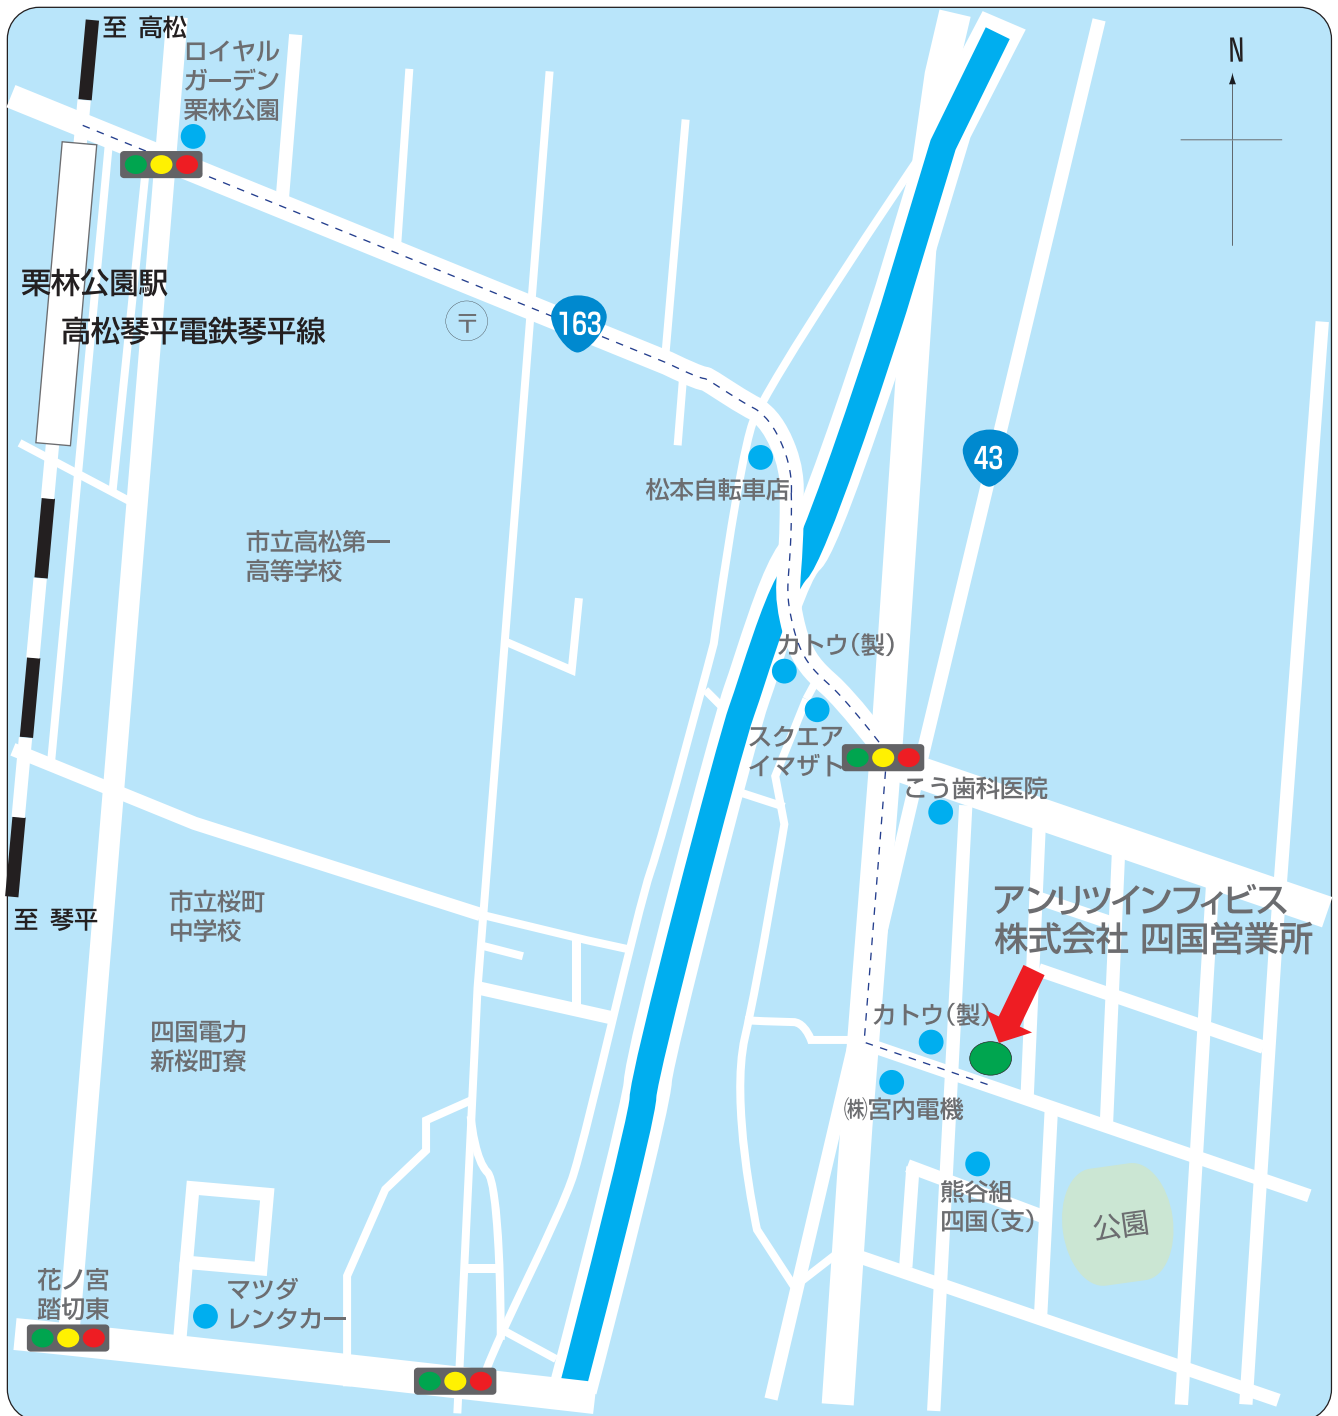 至 高松
ロイヤル
ガーデン
栗林公園
N
栗林公園駅
高松琴平電鉄琴平線
〒
163
43
松本自転車店
市立高松第一
高等学校
カトウ(製)
スクエア
イマザト
こう歯科医院
アンリツインフィビス
株式会社 四国営業所
至 琴平
市立桜町
中学校
カトウ(製)
四国電力
新桜町寮
㈱宮内電機
熊谷組
四国(支)
公園
花ノ宮
踏切東
マツダ
レンタカー